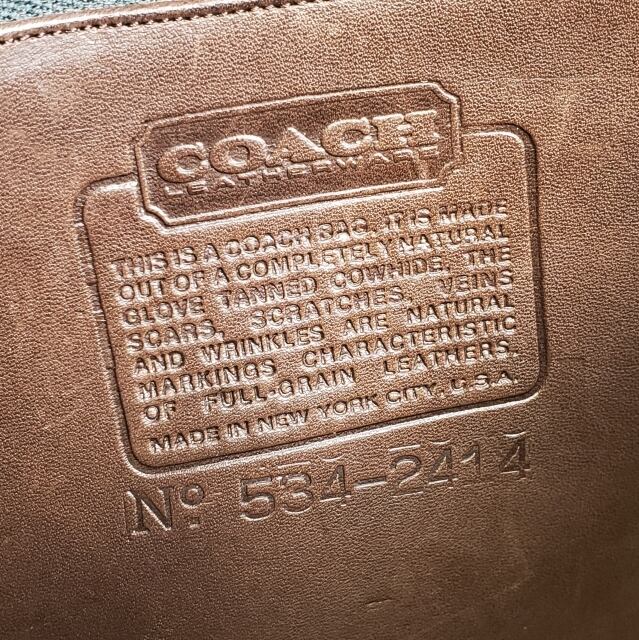 COACH
LEATHERWARE
THIS IS A COACH BAG. IT IS MADE
OUT OF A COMPLETELY NATURAL
GLOVE TANNED COWHIDE. THE
SCARS, SCRATCHES, VEINS
AND WRINKLES ARE NATURAL
MARKINGS CHARACTERISTIC
OF FULL-GRAIN LEATHERS.
MADE IN NEW YORK CITY, U.S.A.
No. 534-2414